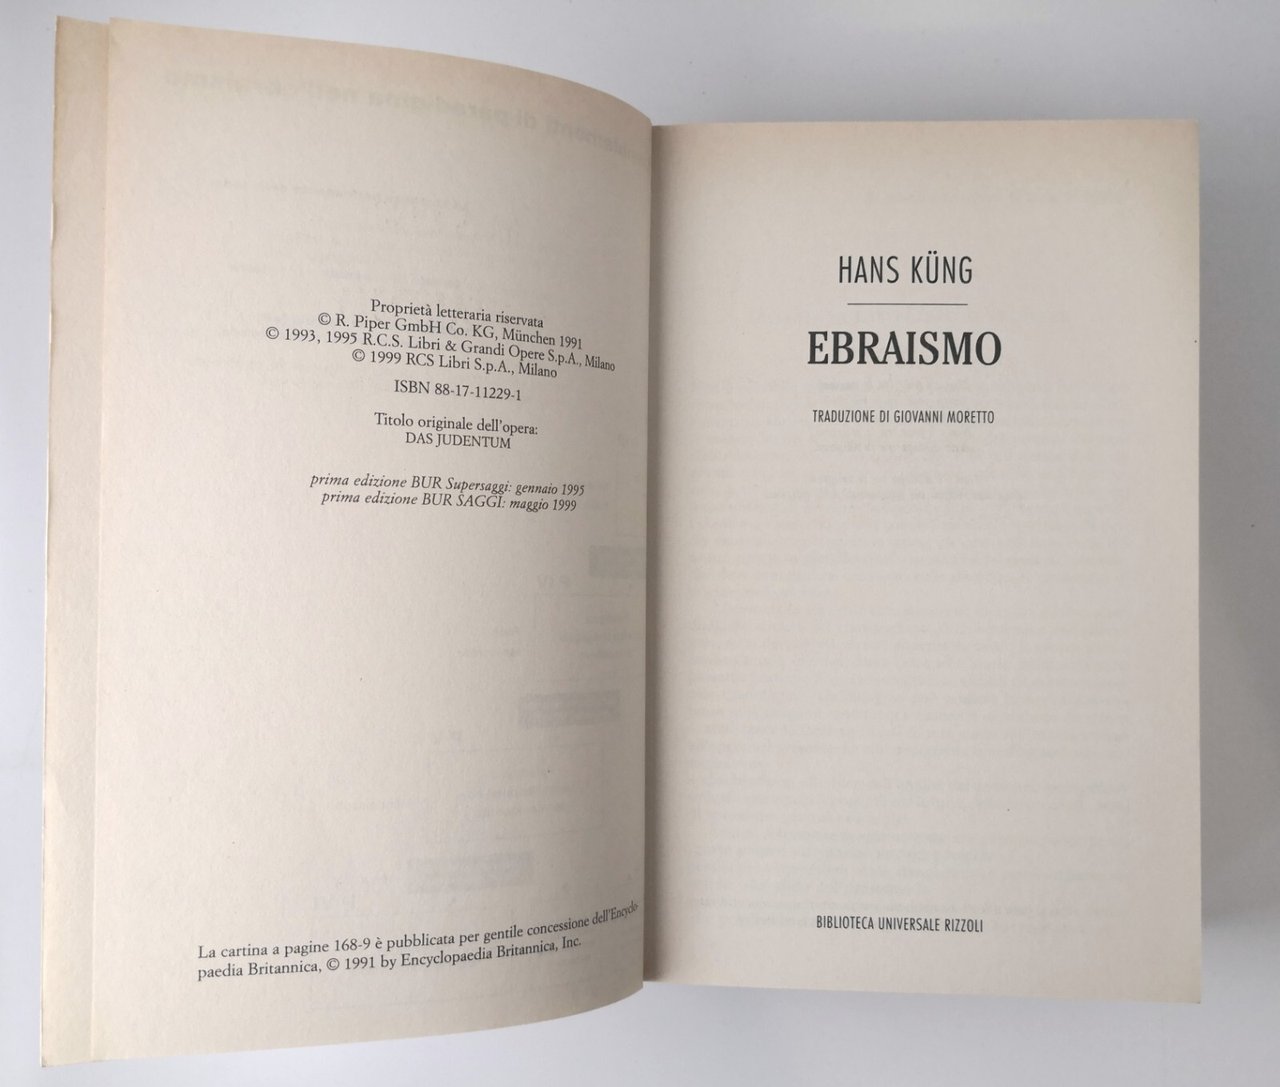 Proprietà letteraria riservata
© R. Piper GmbH Co. KG, München 1991
© 1993, 1995 R.C.S. Libri & Grandi Opere S.p.A., Milano
© 1999 RCS Libri S.p.A., Milano
ISBN 88-17-11229-1
Titolo originale dell'opera:
DAS JUDENTUM
prima edizione BUR Supersaggi: gennaio 1995
prima edizione BUR SAGGI: maggio 1999
La cartina a pagine 168-9 è pubblicata per gentile concessione dell'Encyclo-
paedia Britannica, © 1991 by Encyclopaedia Britannica, Inc.
HANS KÜNG
EBRAISMO
TRADUZIONE DI GIOVANNI MORETTO
BIBLIOTECA UNIVERSALE RIZZOLI